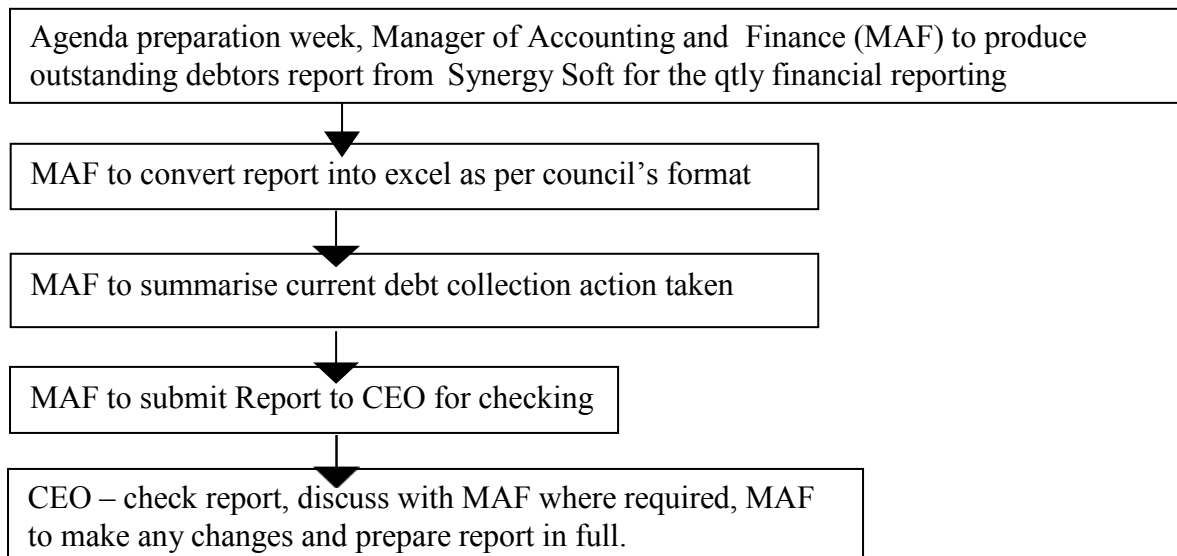 Agenda preparation week, Manager of Accounting and Finance (MAF) to produce
outstanding debtors report from Synergy Soft for the qtly financial reporting
MAF to convert report into excel as per council’s format
MAF to summarise current debt collection action taken
MAF to submit Report to CEO for checking
CEO – check report, discuss with MAF where required, MAF
to make any changes and prepare report in full.